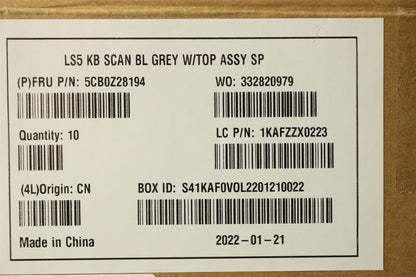 LS5 KB SCAN BL GREY W/TOP ASSY SP
(P)FRU P/N: 5CB0Z28194 WO: 332820979
Quantity: 10 LC P/N: 1KAFZZX0223
(4L)Origin: CN BOX ID: S41KAF0VOL2201210022
Made in China 2022-01-21